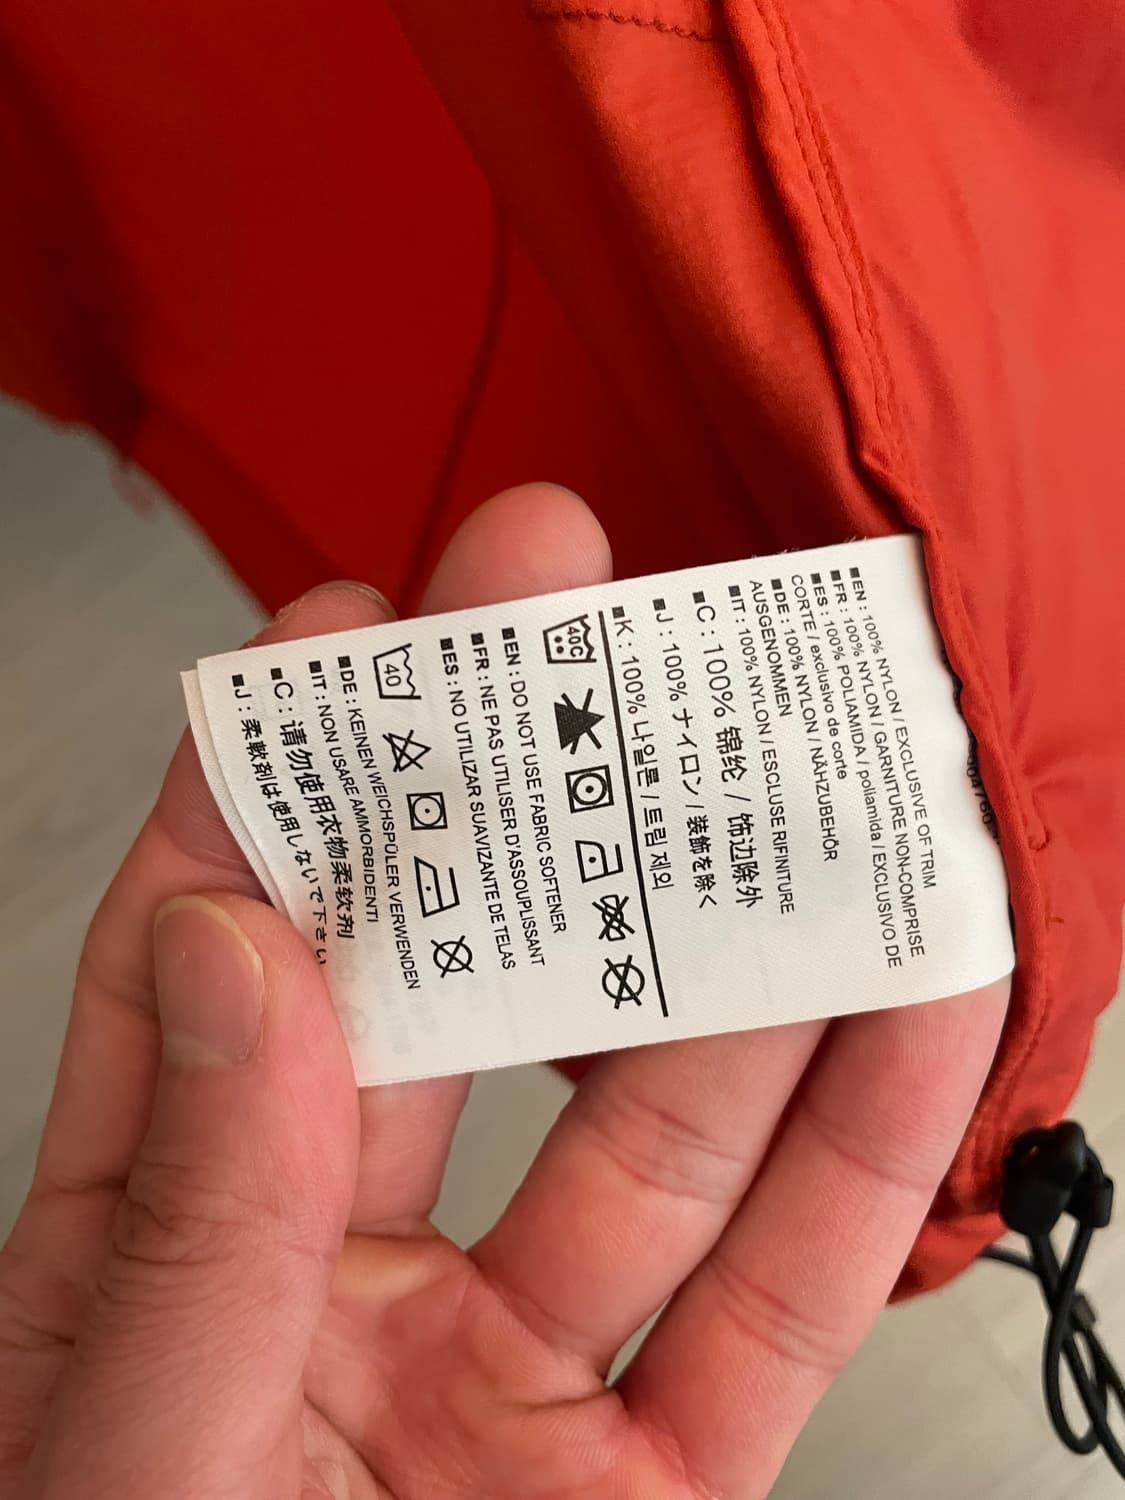 ■EN : 100% NYLON / EXCLUSIVE OF TRIM
■FR : 100% NYLON / GARNITURE NON-COMPRISE
■ES : 100% POLIAMIDA / poliamida / EXCLUSIVO DE
CORTE / exclusivo de corte
■DE : 100% NYLON / NÄHZUBEHÖR
AUSGENOMMEN
■IT : 100% NYLON / ESCLUSE RIFINITURE
■C : 100% 锦纶 / 饰边除外
■J : 100% ナイロン / 装飾を除く
■K : 100% 나일론 / 트림 제외
40C
■EN : DO NOT USE FABRIC SOFTENER
■FR : NE PAS UTILISER D'ASSOUPLISSANT
■ES : NO UTILIZAR SUAVIZANTE DE TELAS
40
■DE : KEINEN WEICHSPÜLER VERWENDEN
■IT : NON USARE AMMORBIDENTI
■C : 请勿使用衣物柔软剂
■J : 柔軟剤は使用しないで下さい